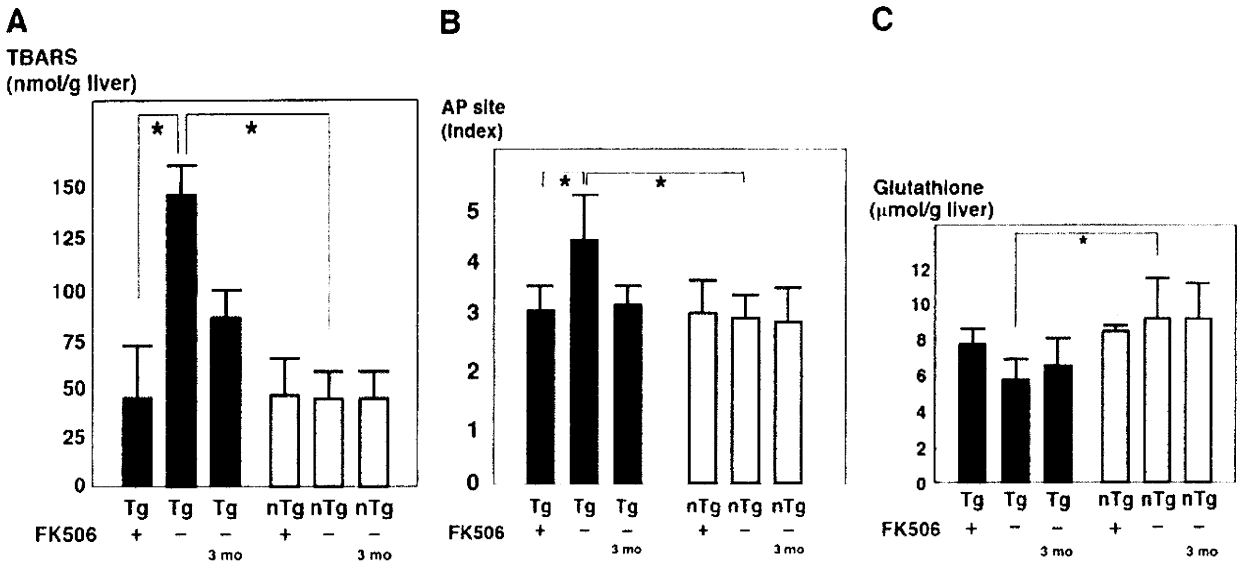 A
TBARS
(nmol/g liver)
* *
150
125
100
75
50
25
0
Tg Tg Tg nTg nTg nTg
FK506 + − − + − −
3 mo 3 mo
B
AP site
(Index)
* *
5
4
3
2
1
0
Tg Tg Tg nTg nTg nTg
FK506 + − − + − −
3 mo 3 mo
C
Glutathione
(μmol/g liver)
*
12
10
8
6
4
2
0
Tg Tg Tg nTg nTg nTg
FK506 + − − + − −
3 mo 3 mo